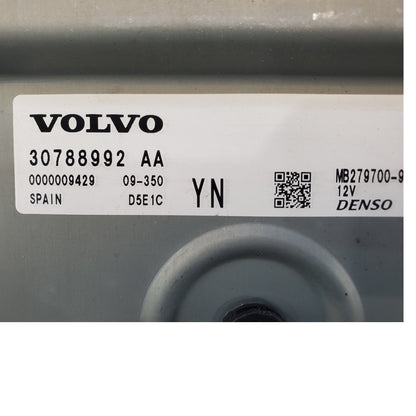 VOLVO
30788992 AA
0000009429 09-350
SPAIN D5E1C
YN
MB279700-9
12V
DENSO